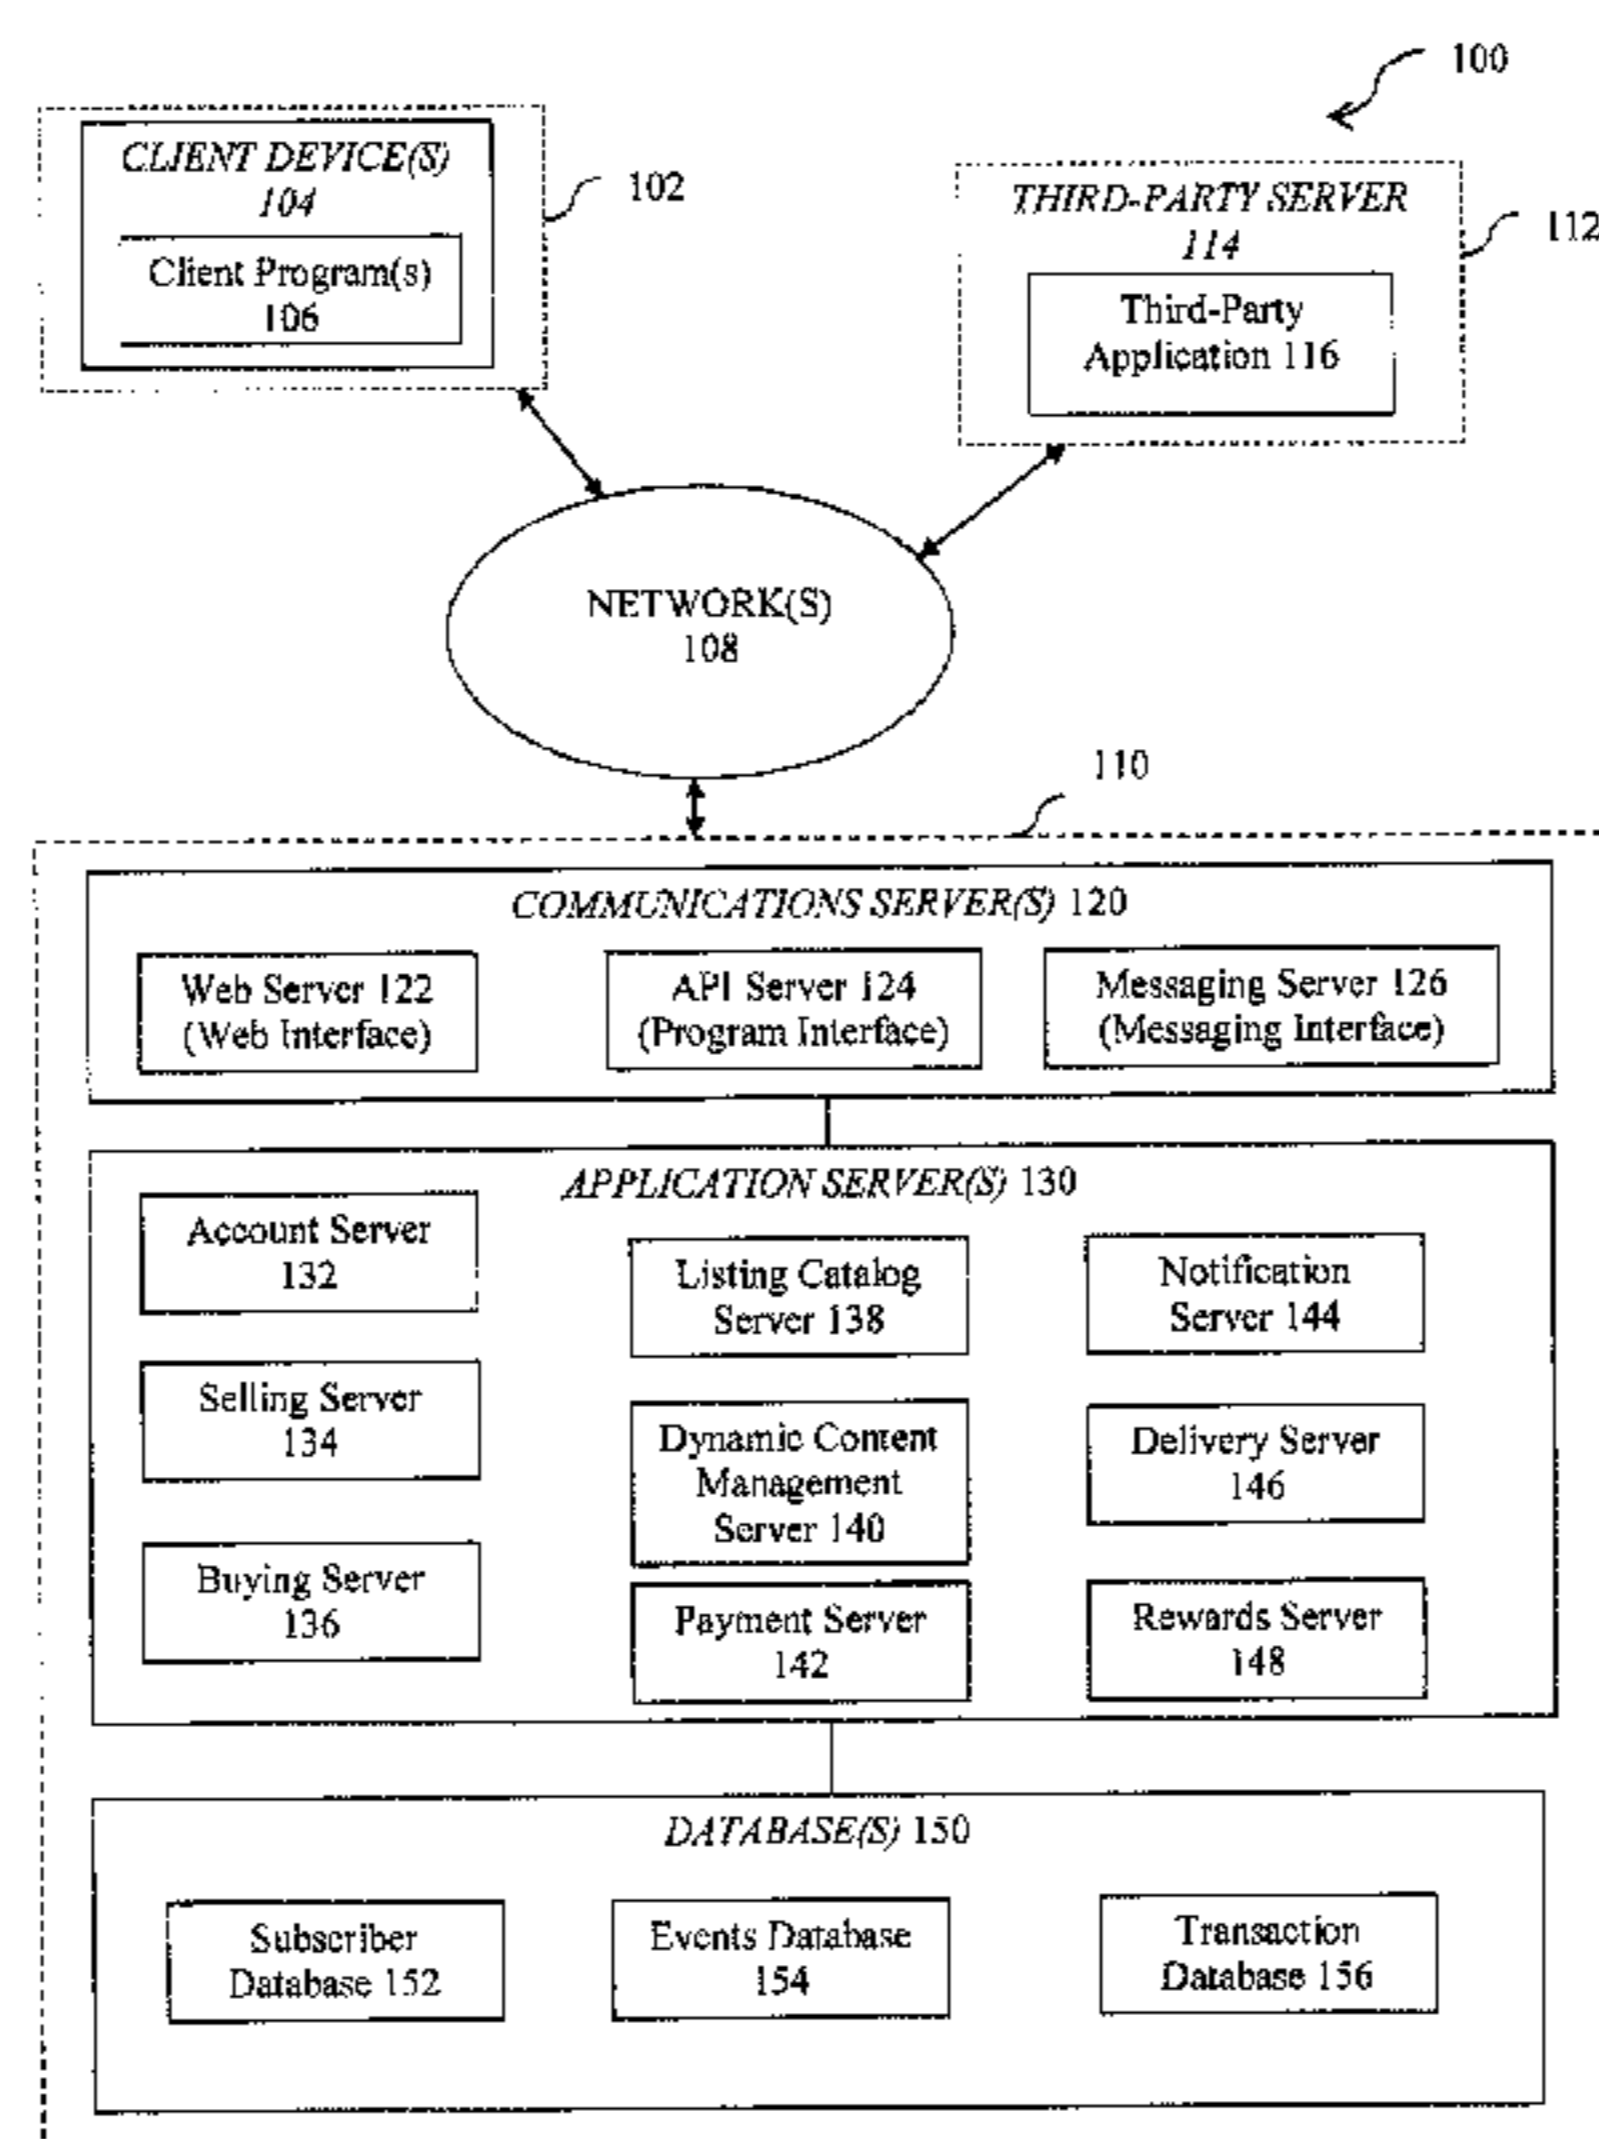 100
CLIENT DEVICE(S)
104
102
Client Program(s)
106
THIRD-PARTY SERVER
114
112
Third-Party
Application 116
NETWORK(S)
108
110
COMMUNICATIONS SERVER(S) 120
Web Server 122
(Web Interface)
API Server 124
(Program Interface)
Messaging Server 126
(Messaging Interface)
APPLICATION SERVER(S) 130
Account Server
132
Listing Catalog
Server 138
Notification
Server 144
Selling Server
134
Dynamic Content
Management
Server 140
Delivery Server
146
Buying Server
136
Payment Server
142
Rewards Server
148
DATABASE(S) 150
Subscriber
Database 152
Events Database
154
Transaction
Database 156